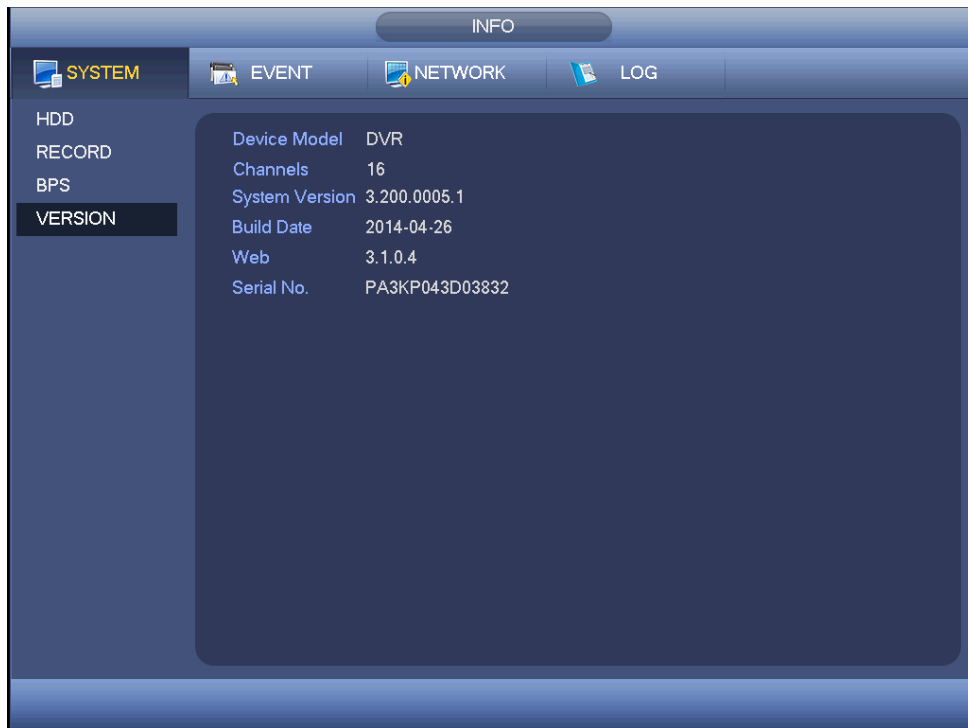 INFO
SYSTEM EVENT NETWORK LOG
HDD
RECORD
BPS
VERSION
Device Model DVR
Channels 16
System Version 3.200.0005.1
Build Date 2014-04-26
Web 3.1.0.4
Serial No. PA3KP043D03832